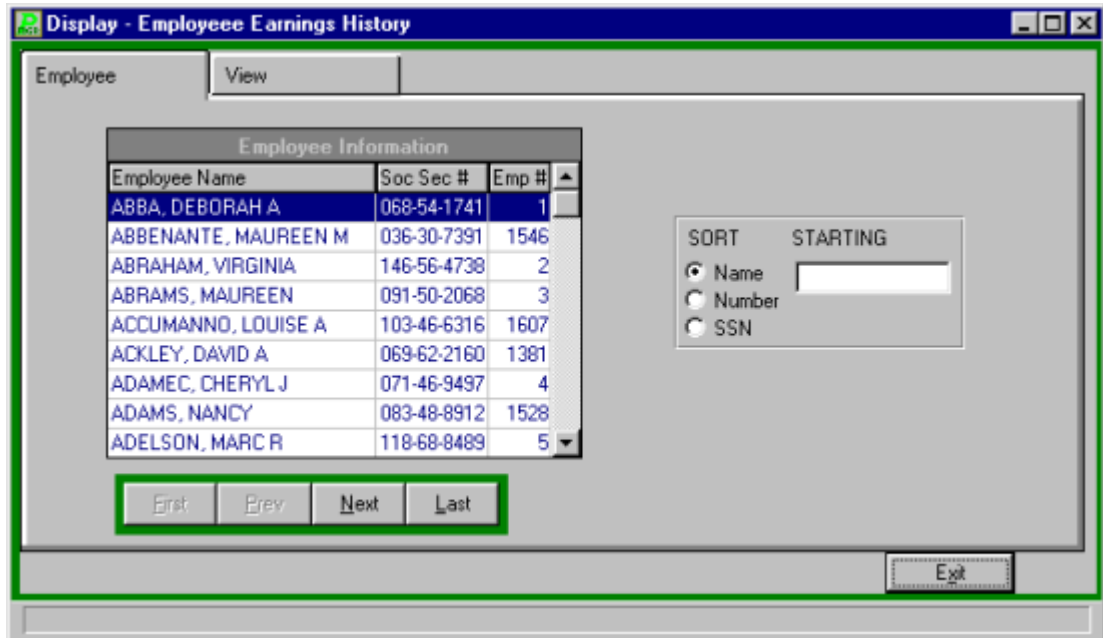 Display - Employeee Earnings History
Employee View
Employee Information
Employee Name Soc Sec # Emp #
ABBA, DEBORAH A 068-54-1741 1
ABBENANTE, MAUREEN M 036-30-7391 1546
ABRAHAM, VIRGINIA 146-56-4738 2
ABRAMS, MAUREEN 091-50-2068 3
ACCUMANNO, LOUISE A 103-46-6316 1607
ACKLEY, DAVID A 069-62-2160 1381
ADAMEC, CHERYL J 071-46-9497 4
ADAMS, NANCY 083-48-8912 1528
ADELSON, MARC R 118-68-8489 5
SORT STARTING
Name
Number
SSN
First Prev Next Last
Exit